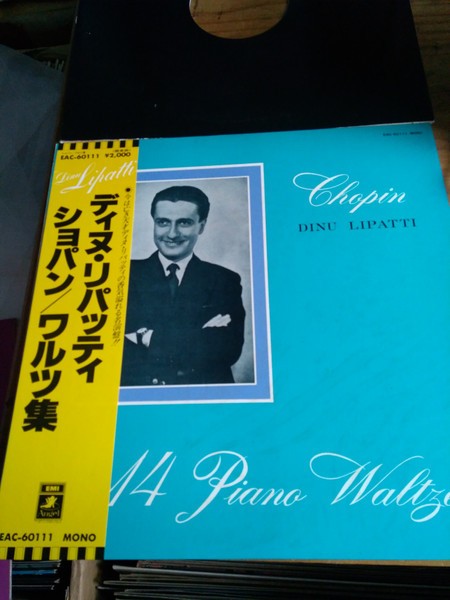 EAC-60111 ¥2,000
Dinu Lipatti
ディヌ・リパッティ
ショパン/ワルツ集
EMI
Angel
EAC-60111 MONO
Chopin
DINU LIPATTI
14 Piano Waltze